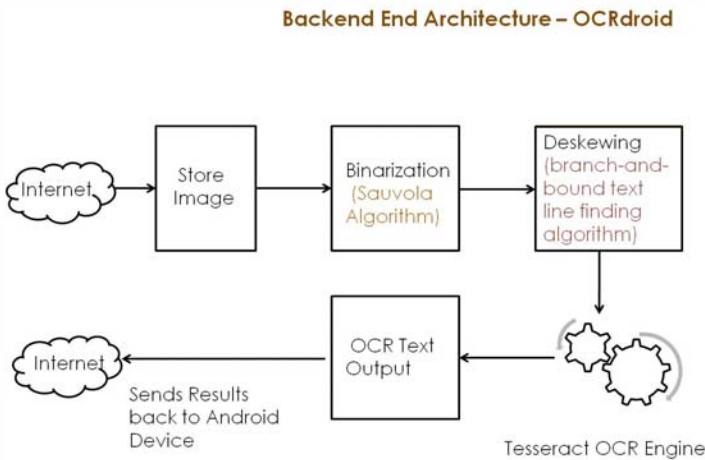 Backend End Architecture – OCRdroid
Internet
Store
Image
Binarization
(Sauvola
Algorithm)
Deskewing
(branch-and-
bound text
line finding
algorithm)
Internet
Sends Results
back to Android
Device
OCR Text
Output
Tesseract OCR Engine